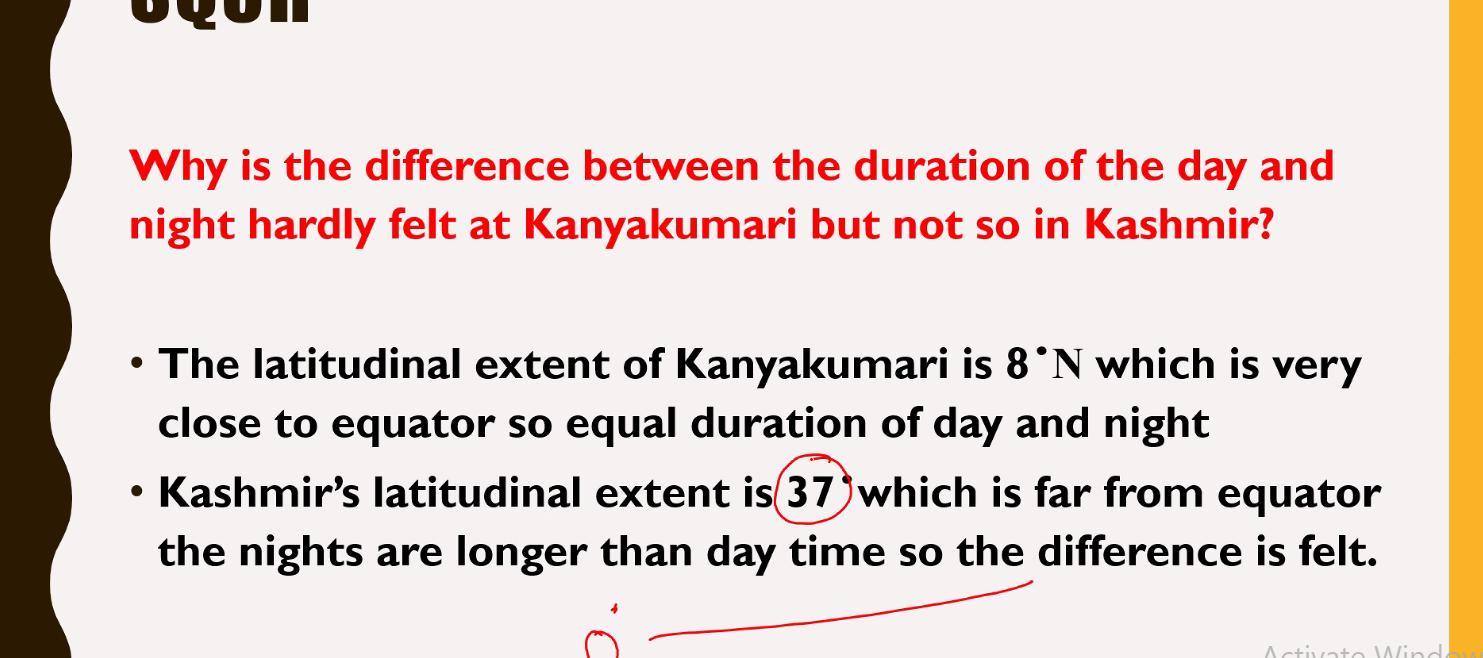 Why is the difference between the duration of the day and
night hardly felt at Kanyakumari but not so in Kashmir?
• The latitudinal extent of Kanyakumari is 8˚N which is very
close to equator so equal duration of day and night
• Kashmir's latitudinal extent is 37˚which is far from equator
the nights are longer than day time so the difference is felt.
Activate Window